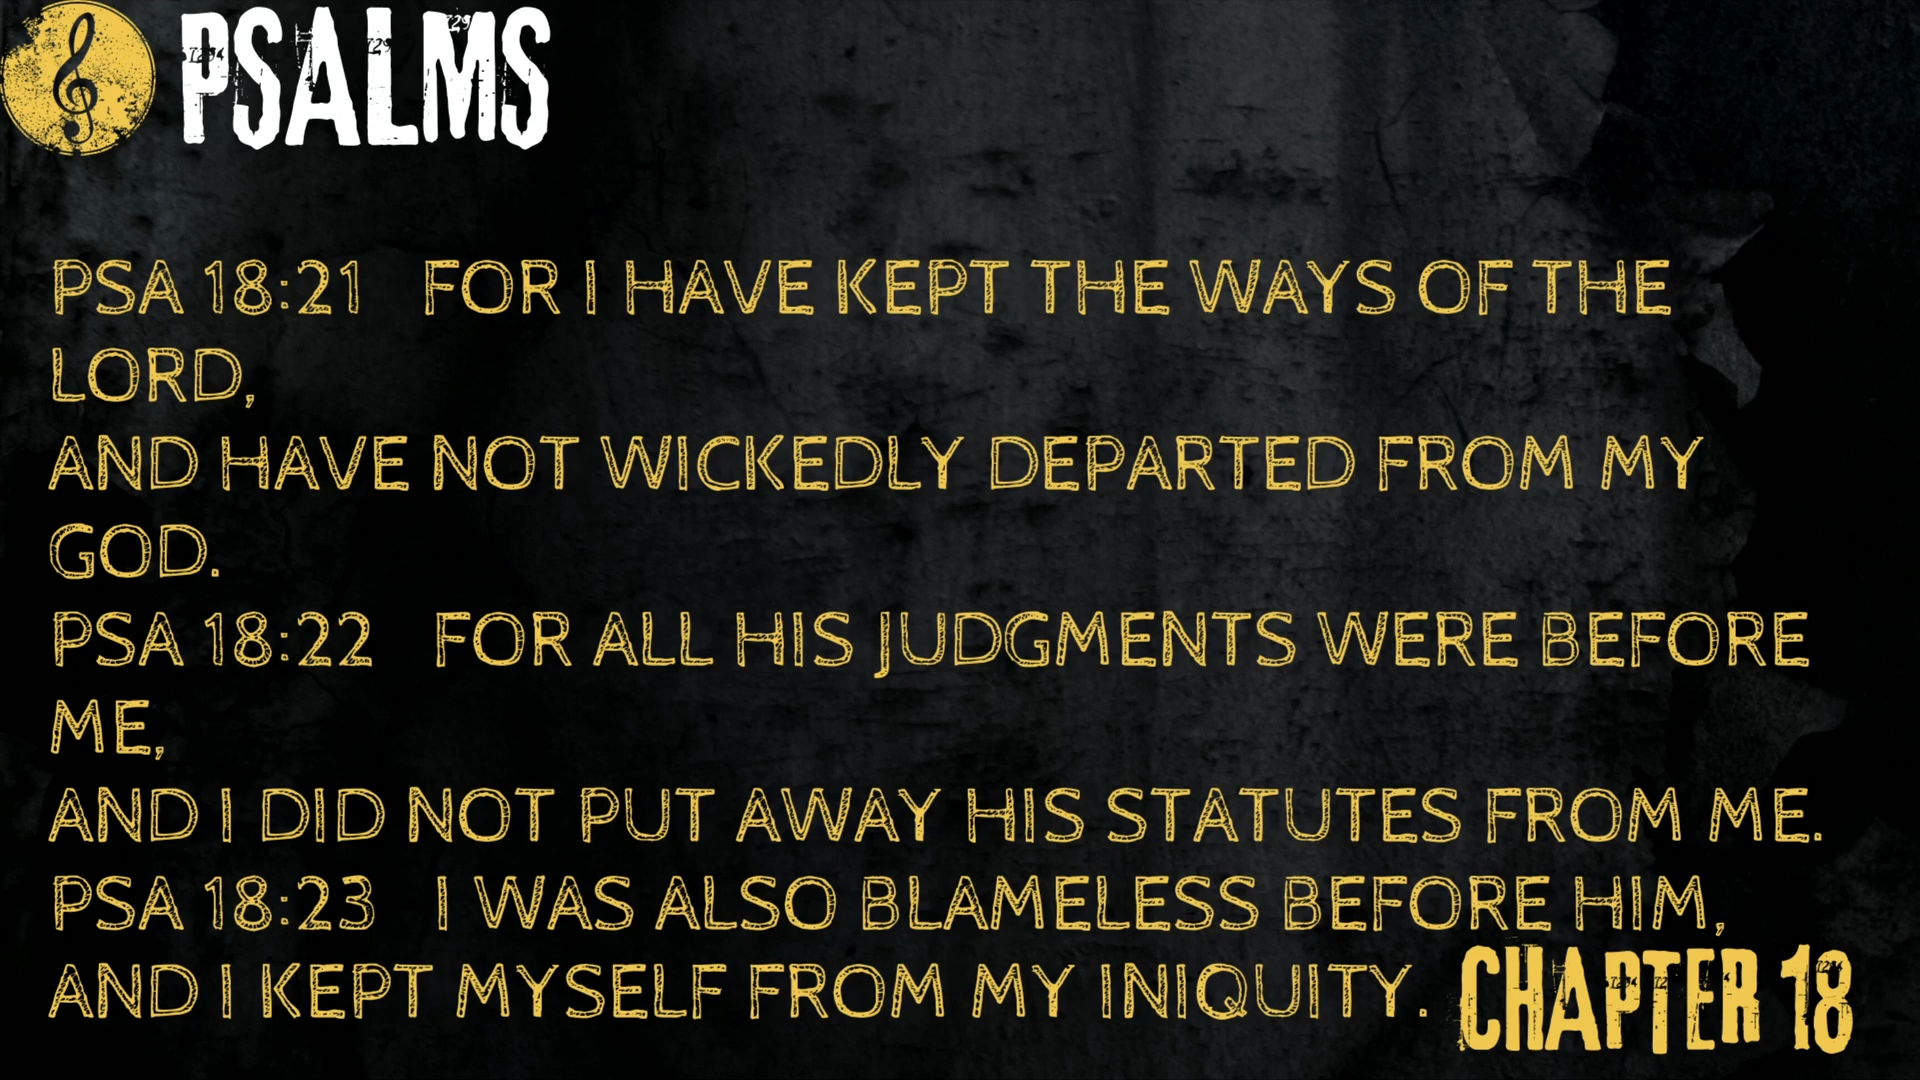 PSALMS
PSA 18:21 FOR I HAVE KEPT THE WAYS OF THE
LORD,
AND HAVE NOT WICKEDLY DEPARTED FROM MY
GOD.
PSA 18:22 FOR ALL HIS JUDGMENTS WERE BEFORE
ME,
AND I DID NOT PUT AWAY HIS STATUTES FROM ME.
PSA 18:23 I WAS ALSO BLAMELESS BEFORE HIM,
AND I KEPT MYSELF FROM MY INIQUITY.
CHAPTER 18